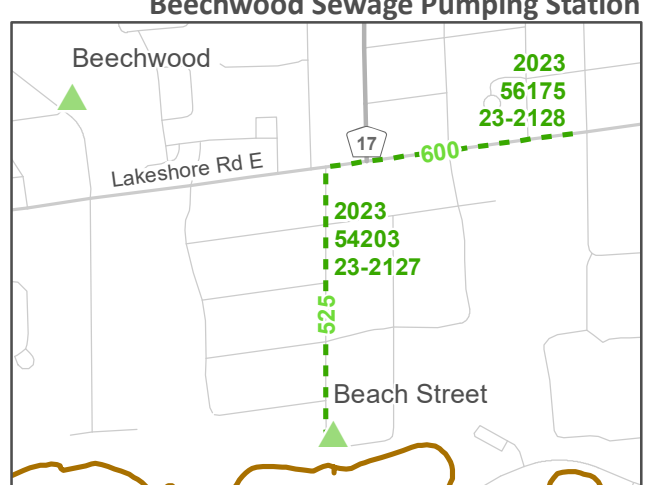 Beechwood Sewage Pumping Station
Beechwood
2023
56175
23-2128
17
600
Lakeshore Rd E
2023
54203
23-2127
525
Beach Street